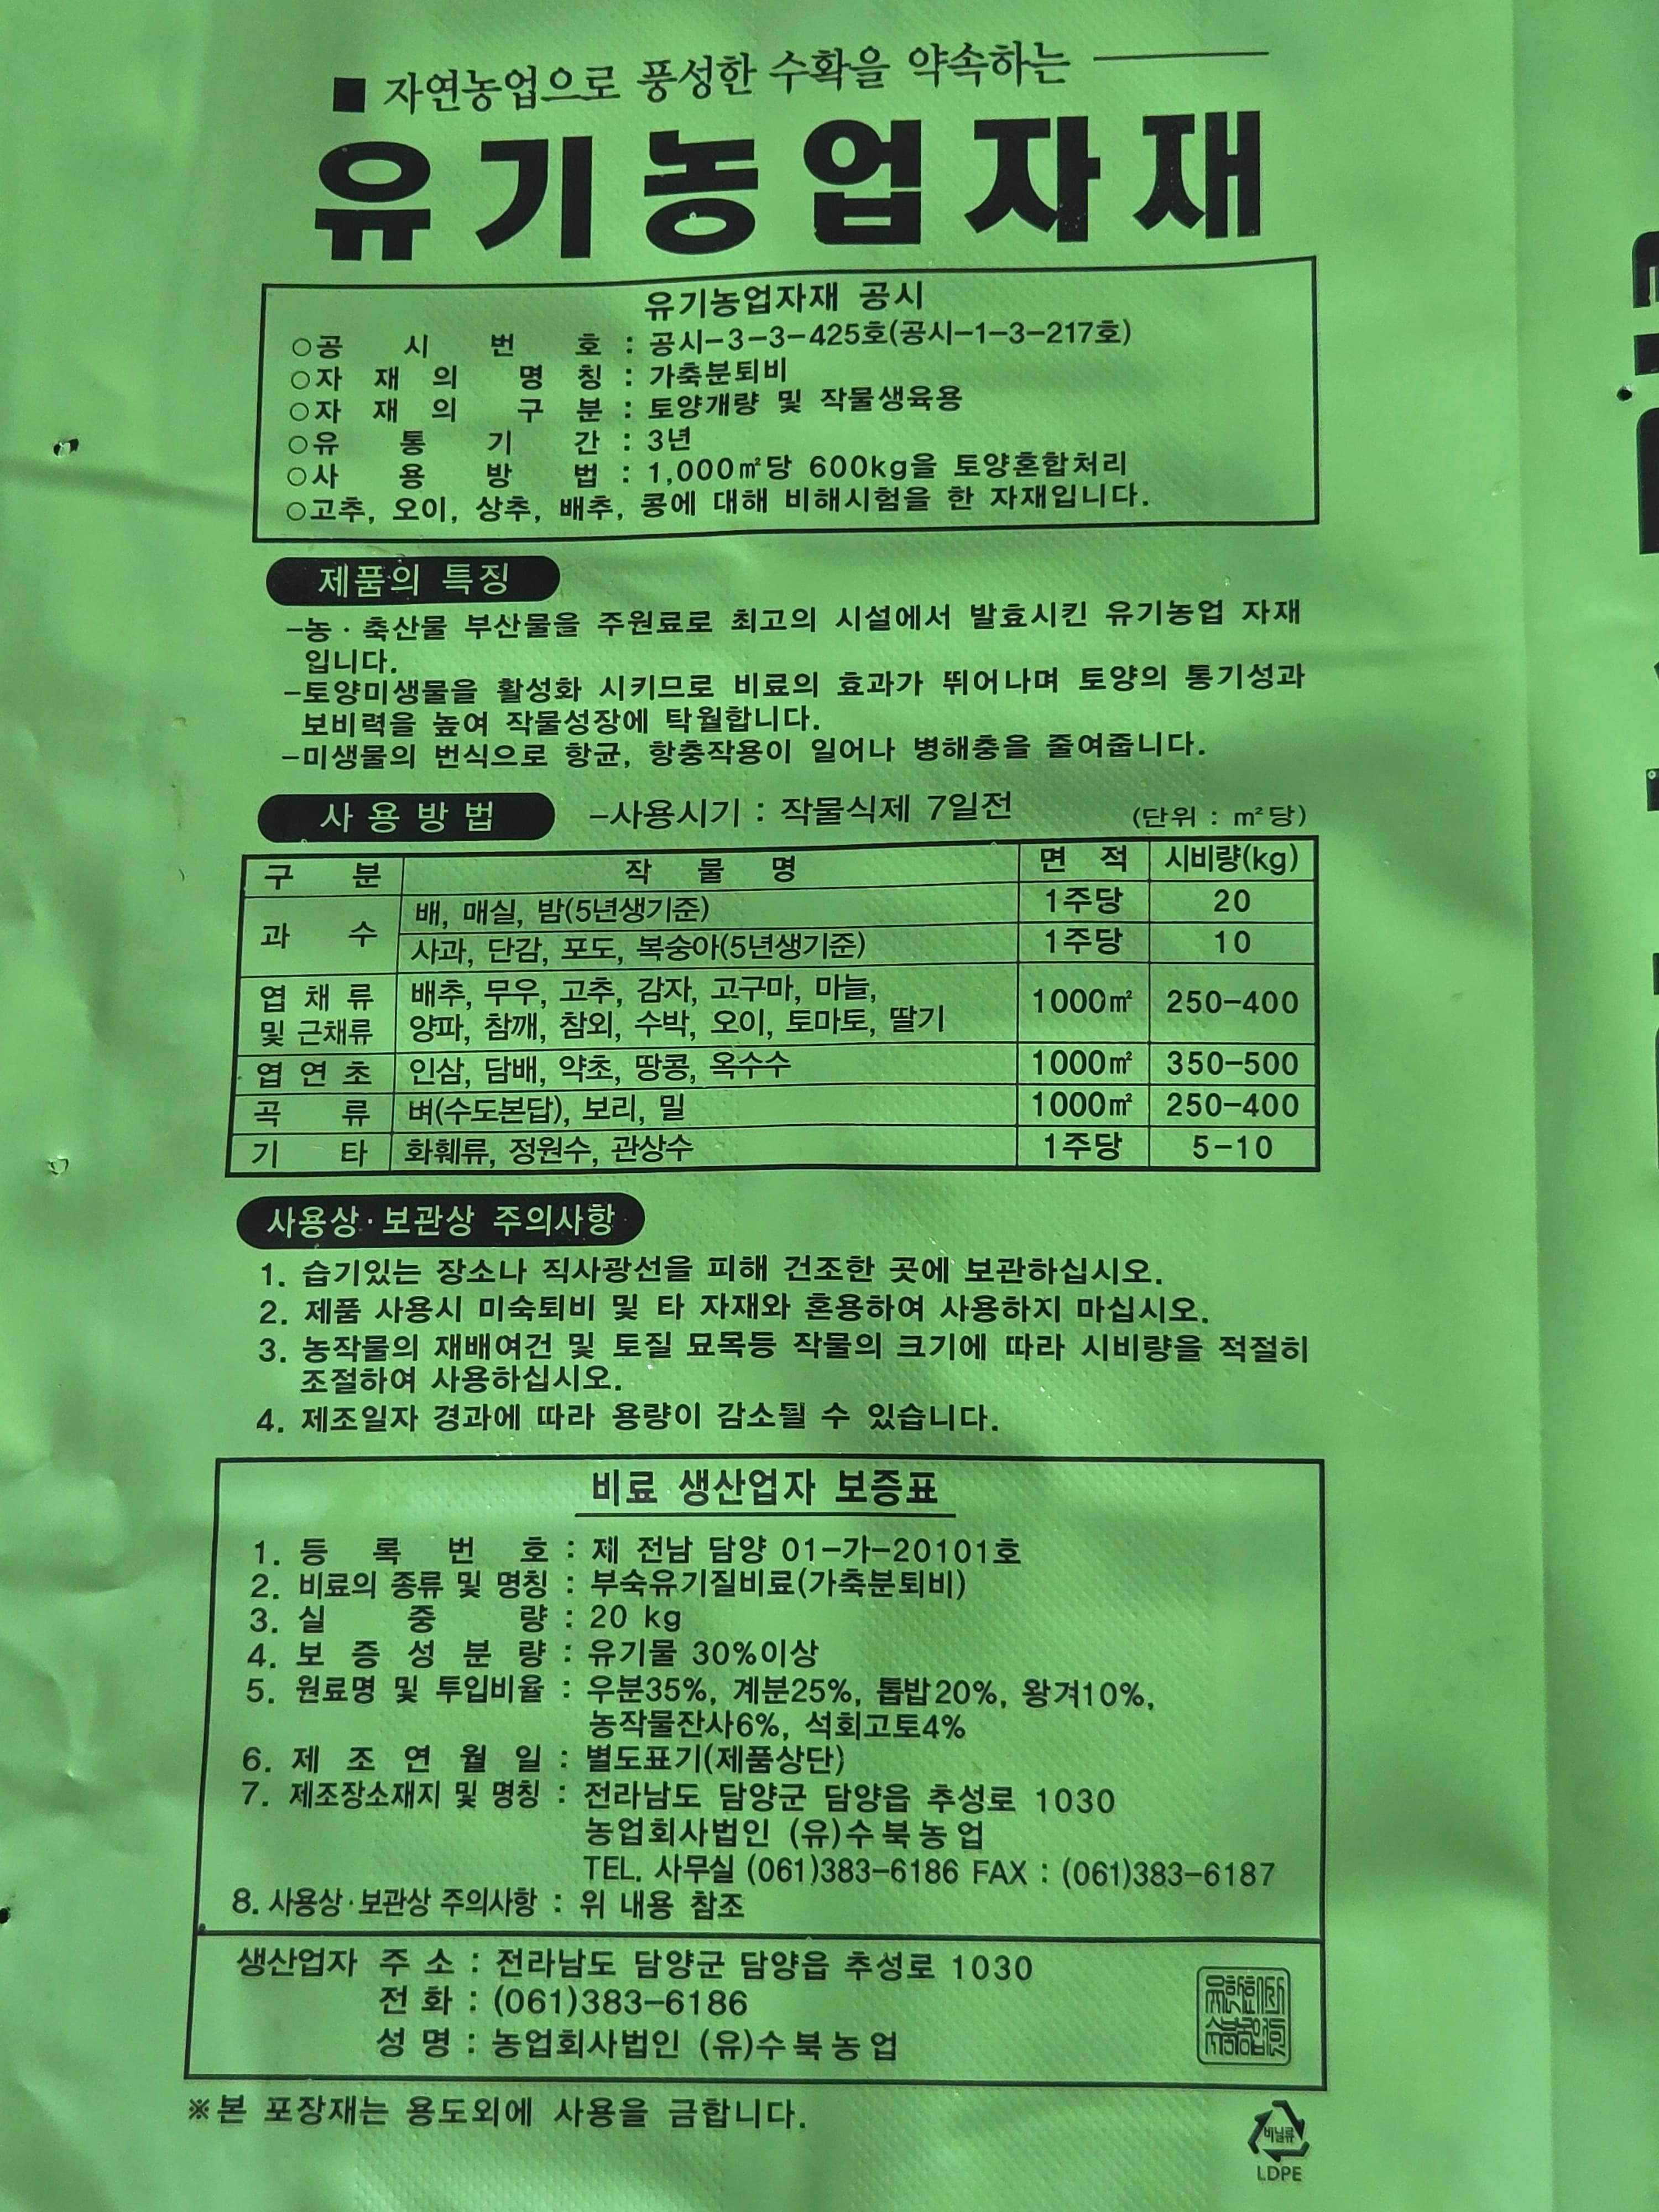 ■ 자연농업으로 풍성한 수확을 약속하는
유기농업자재
유기농업자재 공시
○공 시 번 호 : 공시-3-3-425호(공시-1-3-217호)
○자 재 의 명 칭 : 가축분퇴비
○자 재 의 구 분 : 토양개량 및 작물생육용
○유 통 기 간 : 3년
○사 용 방 법 : 1,000㎡당 600kg을 토양혼합처리
○고추, 오이, 상추, 배추, 콩에 대해 비해시험을 한 자재입니다.
제품의 특징
-농·축산물 부산물을 주원료로 최고의 시설에서 발효시킨 유기농업 자재
입니다.
-토양미생물을 활성화 시키므로 비료의 효과가 뛰어나며 토양의 통기성과
보비력을 높여 작물성장에 탁월합니다.
-미생물의 번식으로 항균, 항충작용이 일어나 병해충을 줄여줍니다.
사용방법 -사용시기 : 작물식제 7일전 (단위 : ㎡당)
구 분 작 물 명 면 적 시비량(kg)
과 수 배, 매실, 밤(5년생기준) 1주당 20
사과, 단감, 포도, 복숭아(5년생기준) 1주당 10
엽 채 류 배추, 무우, 고추, 감자, 고구마, 마늘, 1000㎡ 250-400
및 근채류 양파, 참깨, 참외, 수박, 오이, 토마토, 딸기
엽 연 초 인삼, 담배, 약초, 땅콩, 옥수수 1000㎡ 350-500
곡 류 벼(수도본답), 보리, 밀 1000㎡ 250-400
기 타 화훼류, 정원수, 관상수 1주당 5-10
사용상·보관상 주의사항
1. 습기있는 장소나 직사광선을 피해 건조한 곳에 보관하십시오.
2. 제품 사용시 미숙퇴비 및 타 자재와 혼용하여 사용하지 마십시오.
3. 농작물의 재배여건 및 토질 묘목등 작물의 크기에 따라 시비량을 적절히
조절하여 사용하십시오.
4. 제조일자 경과에 따라 용량이 감소될 수 있습니다.
비료 생산업자 보증표
1. 등 록 번 호 : 제 전남 담양 01-가-20101호
2. 비료의 종류 및 명칭 : 부숙유기질비료(가축분퇴비)
3. 실 중 량 : 20 kg
4. 보 증 성 분 량 : 유기물 30%이상
5. 원료명 및 투입비율 : 우분35%, 계분25%, 톱밥20%, 왕겨10%,
농작물잔사6%, 석회고토4%
6. 제 조 연 월 일 : 별도표기(제품상단)
7. 제조장소재지 및 명칭 : 전라남도 담양군 담양읍 추성로 1030
농업회사법인 (유)수북농업
TEL. 사무실 (061)383-6186 FAX : (061)383-6187
8. 사용상·보관상 주의사항 : 위 내용 참조
생산업자 주 소 : 전라남도 담양군 담양읍 추성로 1030
전 화 : (061)383-6186
성 명 : 농업회사법인 (유)수북농업
※본 포장재는 용도외에 사용을 금합니다.
비닐류
LDPE